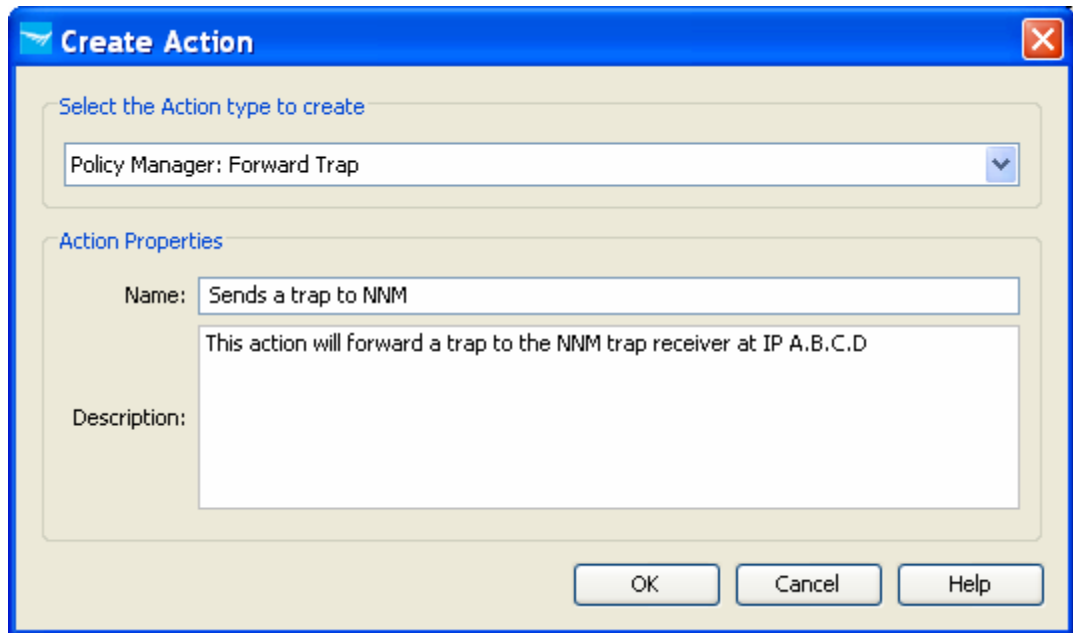 Create Action
Select the Action type to create
Policy Manager: Forward Trap
Action Properties
Name: Sends a trap to NNM
This action will forward a trap to the NNM trap receiver at IP A.B.C.D
Description:
OK Cancel Help